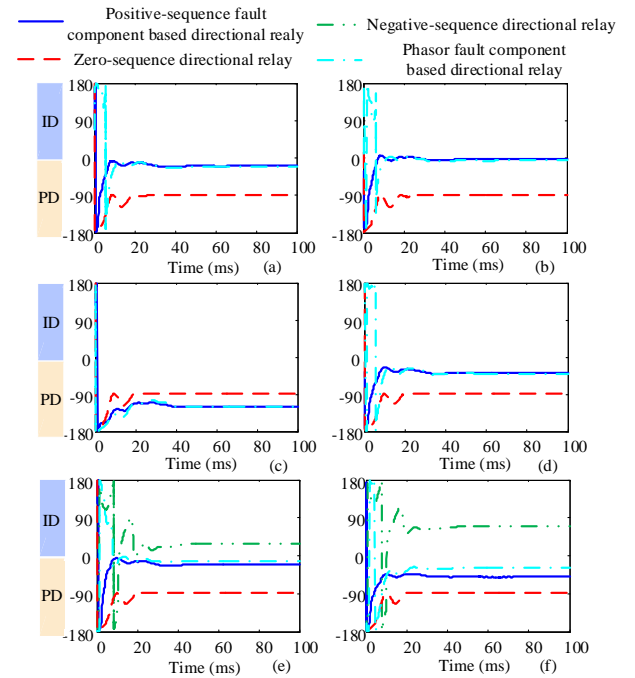 Positive-sequence fault
component based directional realy
Negative-sequence directional relay
Zero-sequence directional relay
Phasor fault component
based directional relay
ID
PD
180
90
0
-90
-180
0 20 40 60 80 100
Time (ms)
(a)
180
90
0
-90
-180
0 20 40 60 80 100
Time (ms)
(b)
ID
PD
180
90
0
-90
-180
0 20 40 60 80 100
Time (ms)
(c)
180
90
0
-90
-180
0 20 40 60 80 100
Time (ms)
(d)
ID
PD
180
90
0
-90
-180
0 20 40 60 80 100
Time (ms)
(e)
180
90
0
-90
-180
0 20 40 60 80 100
Time (ms)
(f)